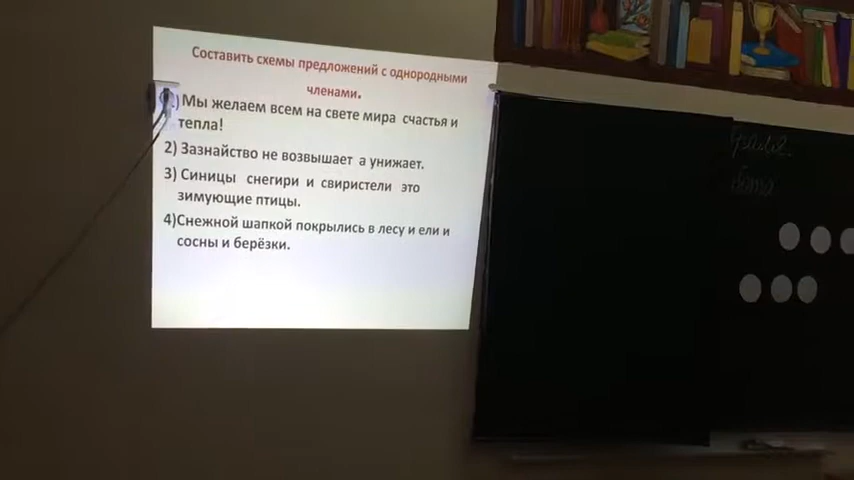 Составить схемы предложений с однородными
членами.
1) Мы желаем всем на свете мира счастья и
тепла!
2) Зазнайство не возвышает а унижает.
3) Синицы снегири и свиристели это
зимующие птицы.
4)Снежной шапкой покрылись в лесу и ели и
сосны и берёзки.